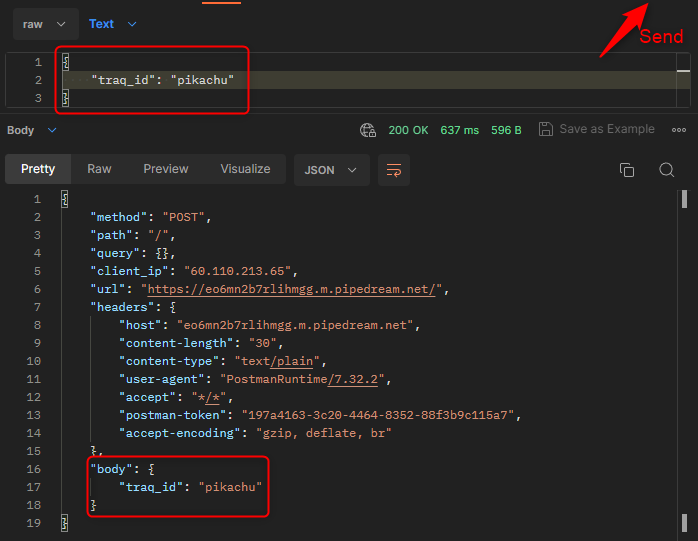 raw Text
Send
1 {
2 "traq_id": "pikachu"
3 }
Body 200 OK 637 ms 596 B Save as Example
Pretty Raw Preview Visualize JSON
1 {
2 "method": "POST",
3 "path": "/",
4 "query": {},
5 "client_ip": "60.110.213.65",
6 "url": "https://eo6mn2b7rlihmgg.m.pipedream.net/",
7 "headers": {
8 "host": "eo6mn2b7rlihmgg.m.pipedream.net",
9 "content-length": "30",
10 "content-type": "text/plain",
11 "user-agent": "PostmanRuntime/7.32.2",
12 "accept": "*/*",
13 "postman-token": "197a4163-3c20-4464-8352-88f3b9c115a7",
14 "accept-encoding": "gzip, deflate, br"
15 },
16 "body": {
17 "traq_id": "pikachu"
18 }
19 }